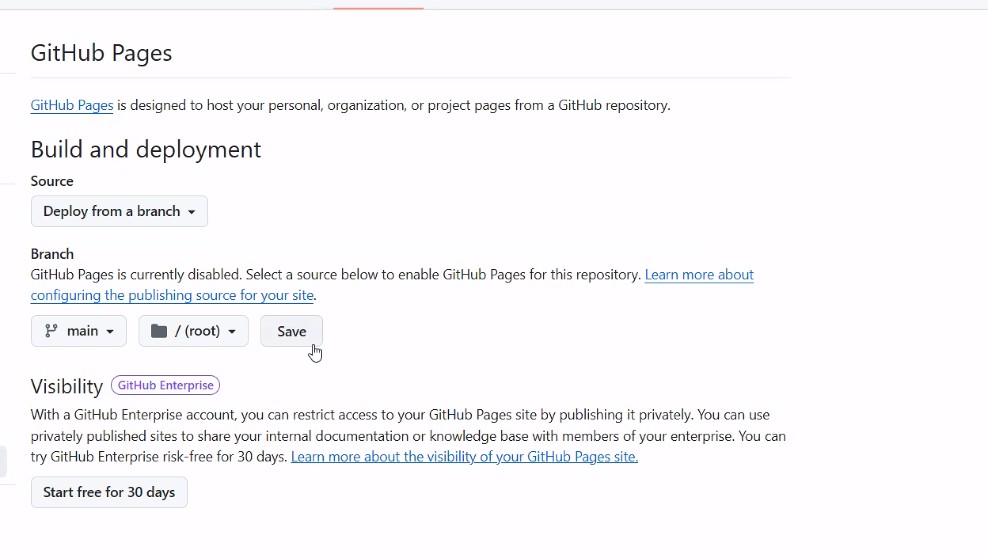 GitHub Pages
GitHub Pages is designed to host your personal, organization, or project pages from a GitHub repository.
Build and deployment
Source
Deploy from a branch
Branch
GitHub Pages is currently disabled. Select a source below to enable GitHub Pages for this repository. Learn more about
configuring the publishing source for your site.
main / (root) Save
Visibility GitHub Enterprise
With a GitHub Enterprise account, you can restrict access to your GitHub Pages site by publishing it privately. You can use
privately published sites to share your internal documentation or knowledge base with members of your enterprise. You can
try GitHub Enterprise risk-free for 30 days. Learn more about the visibility of your GitHub Pages site.
Start free for 30 days